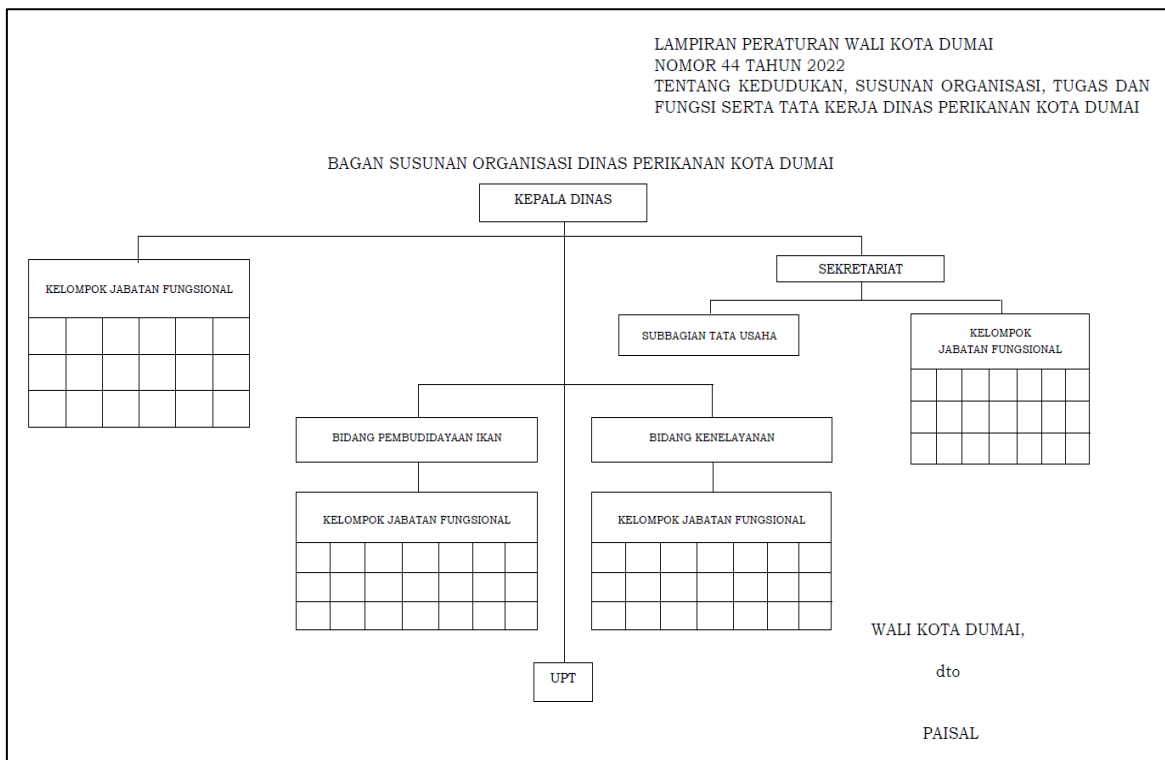 LAMPIRAN PERATURAN WALI KOTA DUMAI
NOMOR 44 TAHUN 2022
TENTANG KEDUDUKAN, SUSUNAN ORGANISASI, TUGAS DAN
FUNGSI SERTA TATA KERJA DINAS PERIKANAN KOTA DUMAI
BAGAN SUSUNAN ORGANISASI DINAS PERIKANAN KOTA DUMAI
KEPALA DINAS
KELOMPOK JABATAN FUNGSIONAL
SEKRETARIAT
SUBBAGIAN TATA USAHA
KELOMPOK
JABATAN FUNGSIONAL
BIDANG PEMBUDIDAYAAN IKAN
BIDANG KENELAYANAN
KELOMPOK JABATAN FUNGSIONAL
KELOMPOK JABATAN FUNGSIONAL
UPT
WALI KOTA DUMAI,
dto
PAISAL